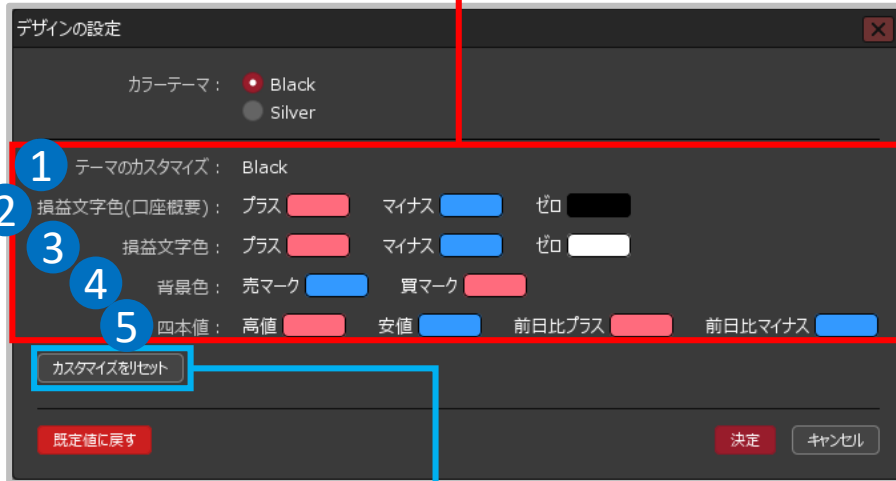 デザインの設定
カラーテーマ : Black
Silver
1 テーマのカスタマイズ : Black
2 損益文字色(口座概要) : プラス マイナス ゼロ
3 損益文字色 : プラス マイナス ゼロ
4 背景色 : 売マーク 買マーク
5 四本値 : 高値 安値 前日比プラス 前日比マイナス
カスタマイズをリセット
既定値に戻す 決定 キャンセル